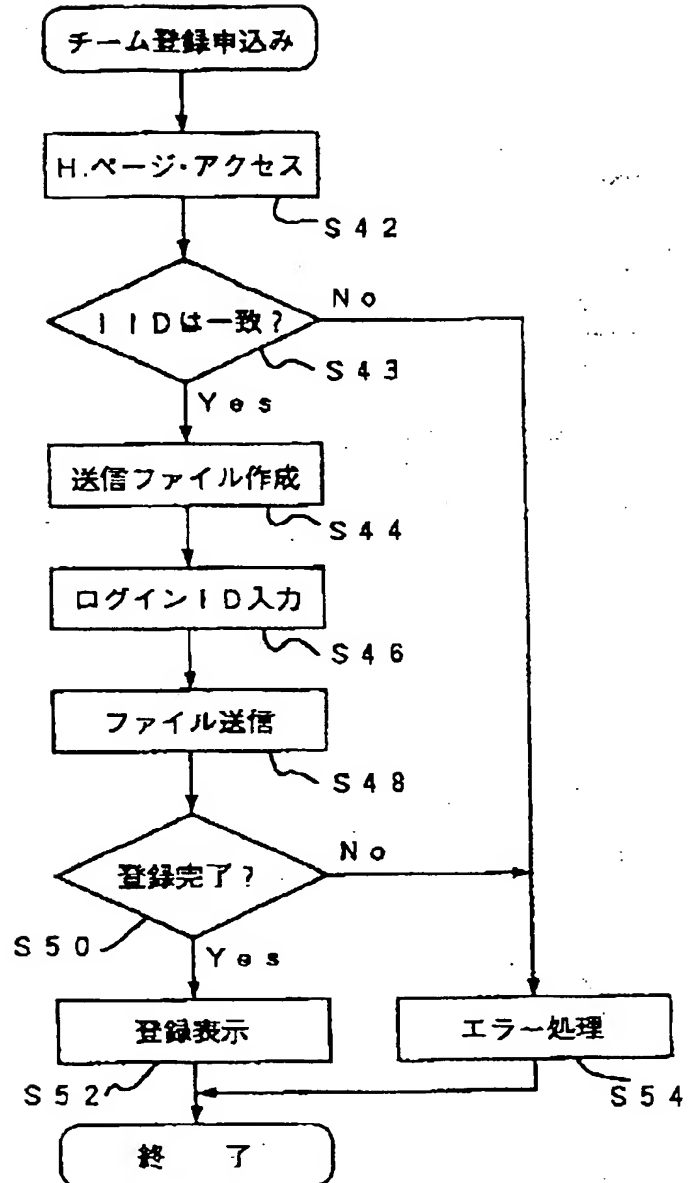 チーム登録申込み
H.ページ・アクセス
S42
IIDは一致?
No
S43
Yes
送信ファイル作成
S44
ログインID入力
S46
ファイル送信
S48
登録完了?
No
S50
Yes
登録表示
エラー処理
S52
S54
終 了